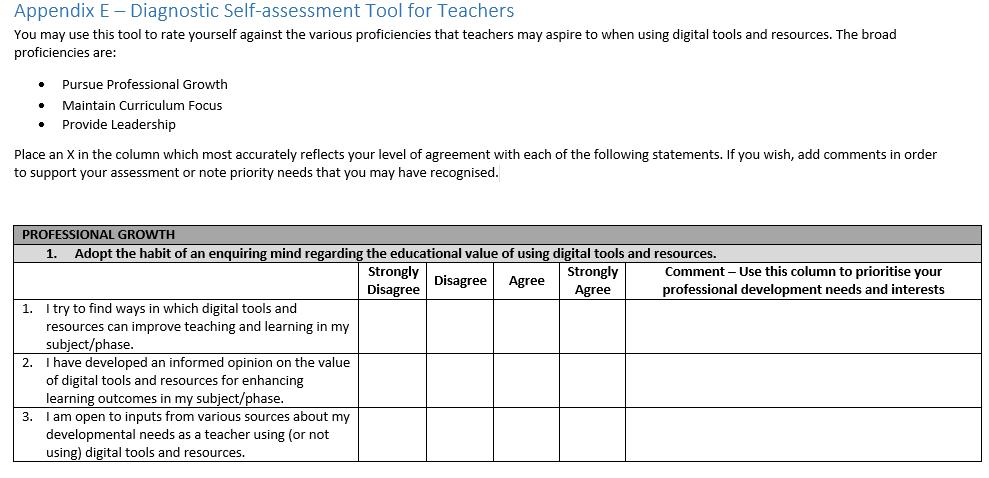 Appendix E – Diagnostic Self-assessment Tool for Teachers
You may use this tool to rate yourself against the various proficiencies that teachers may aspire to when using digital tools and resources. The broad
proficiencies are:
• Pursue Professional Growth
• Maintain Curriculum Focus
• Provide Leadership
Place an X in the column which most accurately reflects your level of agreement with each of the following statements. If you wish, add comments in order
to support your assessment or note priority needs that you may have recognised.
PROFESSIONAL GROWTH
1. Adopt the habit of an enquiring mind regarding the educational value of using digital tools and resources.
Strongly
Disagree
Disagree
Agree
Strongly
Agree
Comment – Use this column to prioritise your
professional development needs and interests
1. I try to find ways in which digital tools and
resources can improve teaching and learning in my
subject/phase.
2. I have developed an informed opinion on the value
of digital tools and resources for enhancing
learning outcomes in my subject/phase.
3. I am open to inputs from various sources about my
developmental needs as a teacher using (or not
using) digital tools and resources.